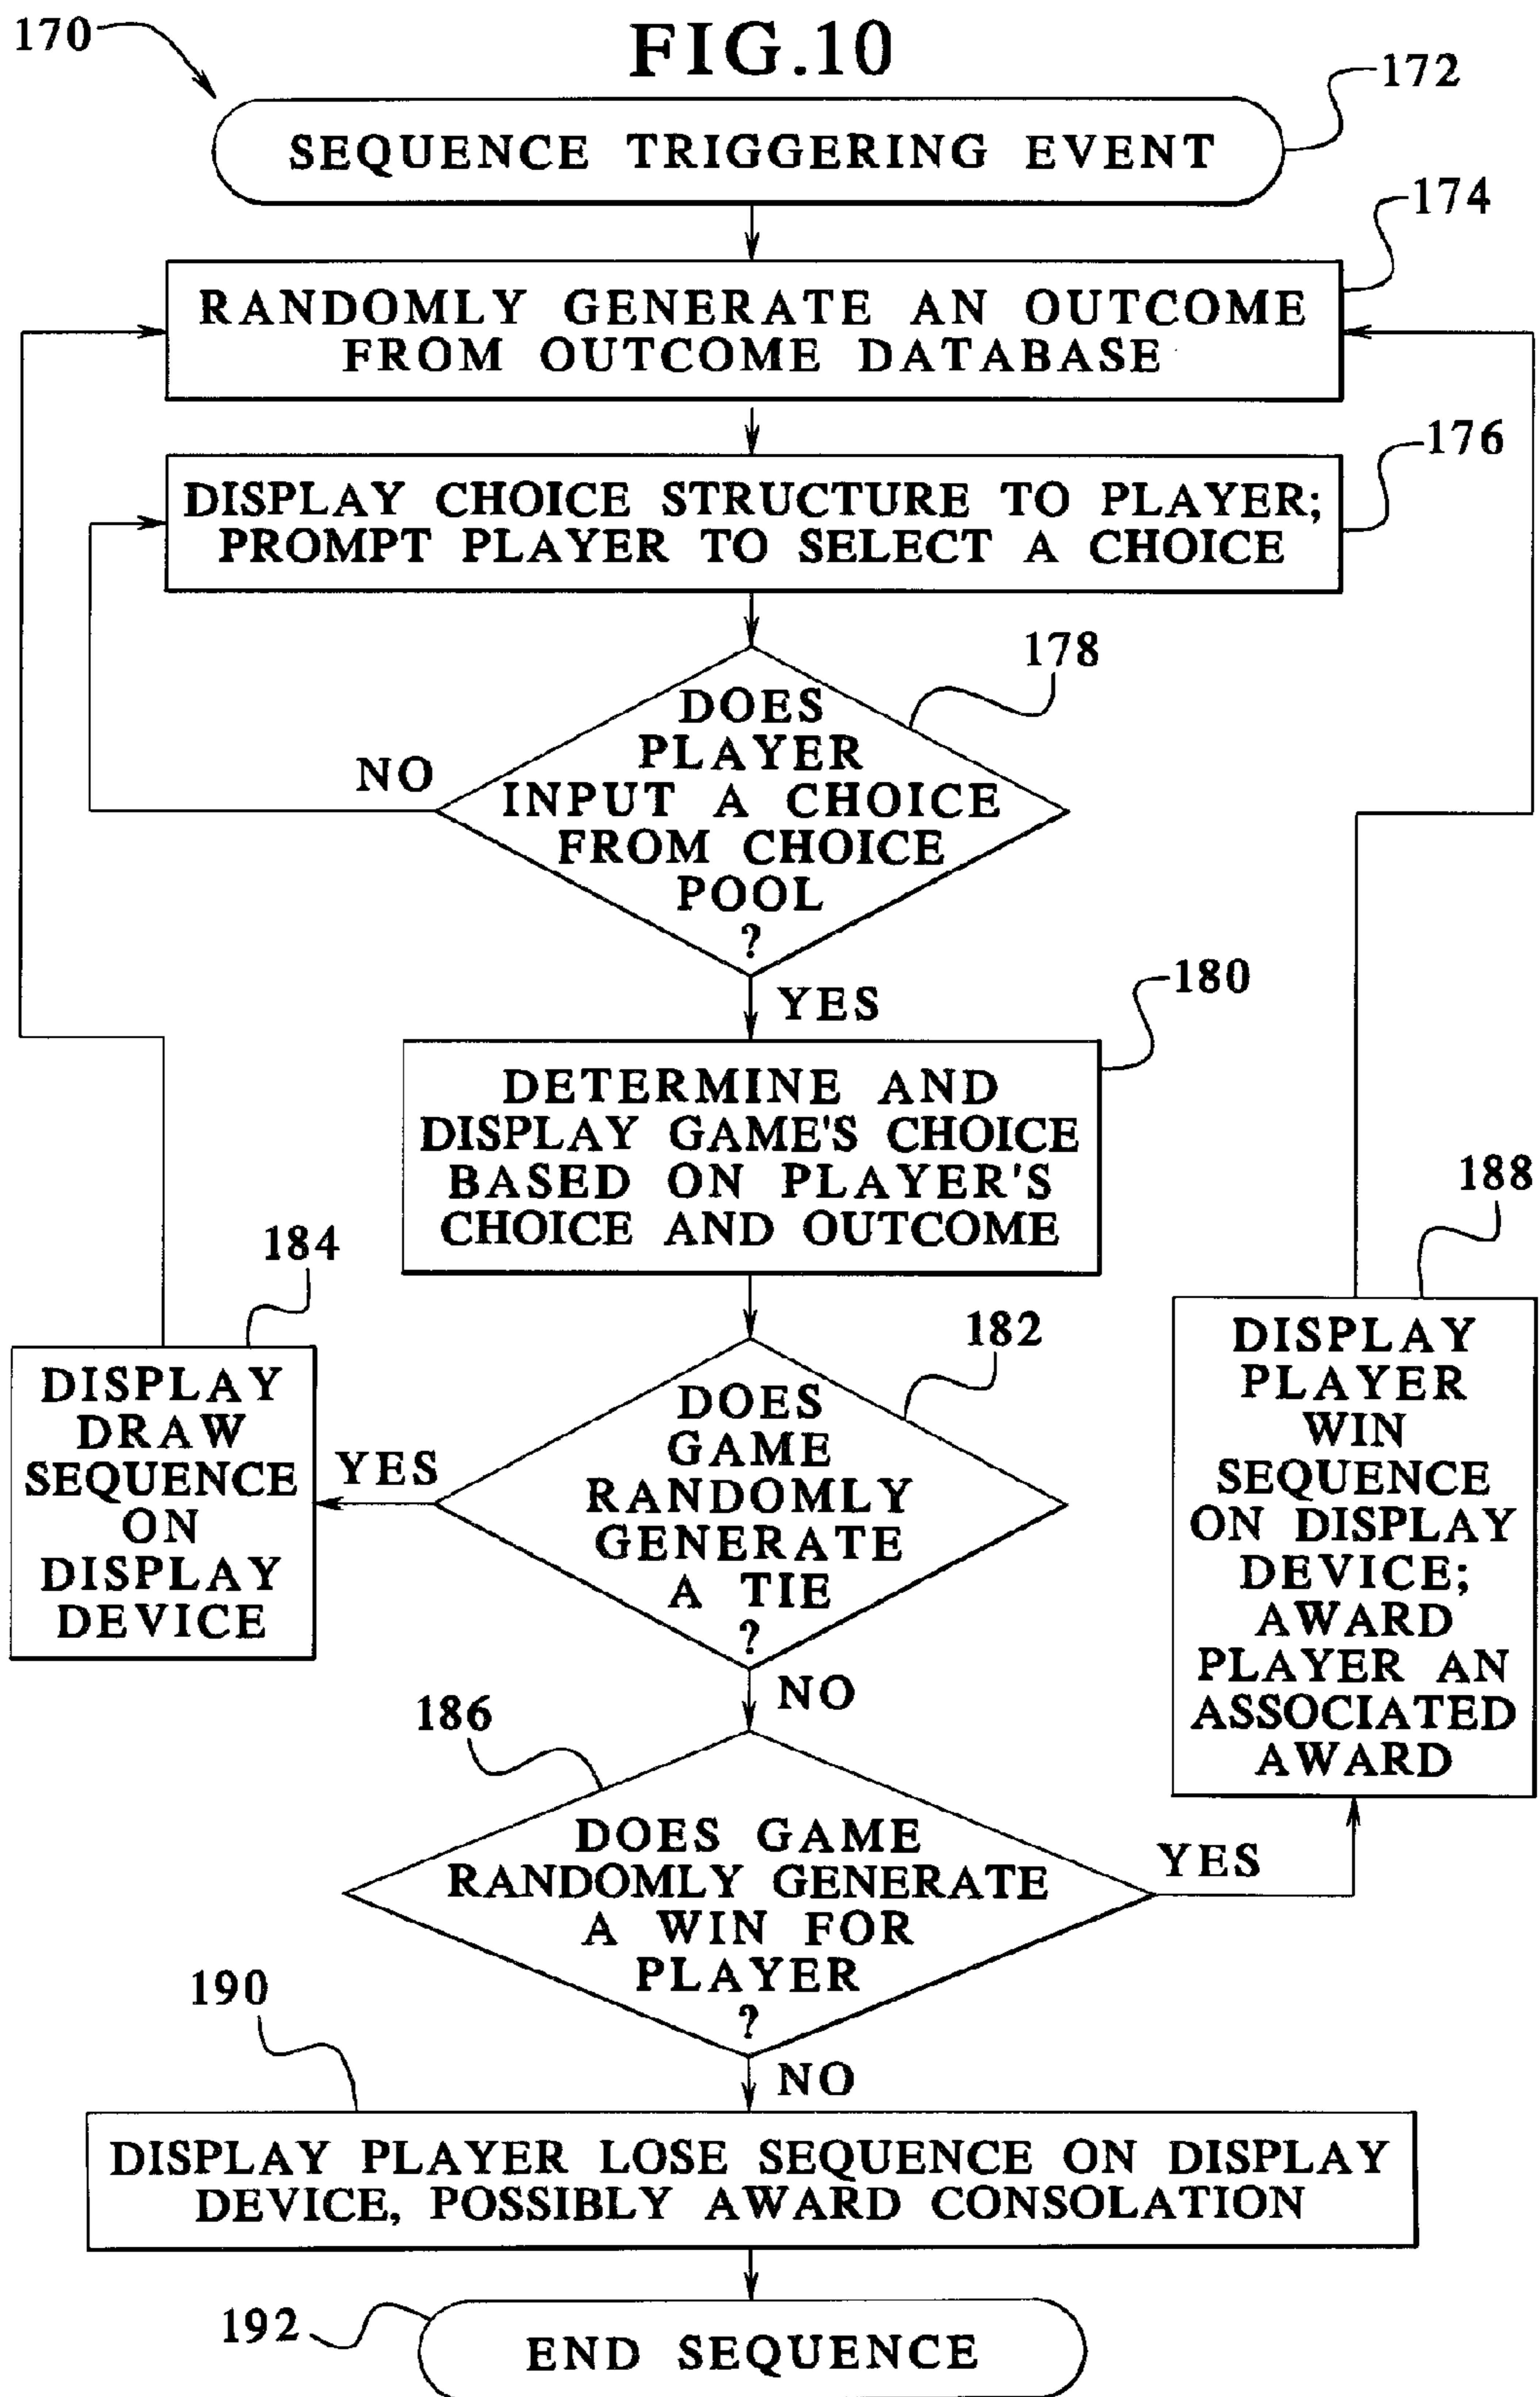 170
FIG.10
172
SEQUENCE TRIGGERING EVENT
174
RANDOMLY GENERATE AN OUTCOME
FROM OUTCOME DATABASE
176
DISPLAY CHOICE STRUCTURE TO PLAYER;
PROMPT PLAYER TO SELECT A CHOICE
178
DOES
PLAYER
INPUT A CHOICE
FROM CHOICE
POOL
?
NO
YES
180
DETERMINE AND
DISPLAY GAME'S CHOICE
BASED ON PLAYER'S
CHOICE AND OUTCOME
182
DOES
GAME
RANDOMLY
GENERATE
A TIE
?
YES
184
DISPLAY
DRAW
SEQUENCE
ON
DISPLAY
DEVICE
NO
186
DOES GAME
RANDOMLY GENERATE
A WIN FOR
PLAYER
?
YES
188
DISPLAY
PLAYER
WIN
SEQUENCE
ON DISPLAY
DEVICE;
AWARD
PLAYER AN
ASSOCIATED
AWARD
NO
190
DISPLAY PLAYER LOSE SEQUENCE ON DISPLAY
DEVICE, POSSIBLY AWARD CONSOLATION
192
END SEQUENCE